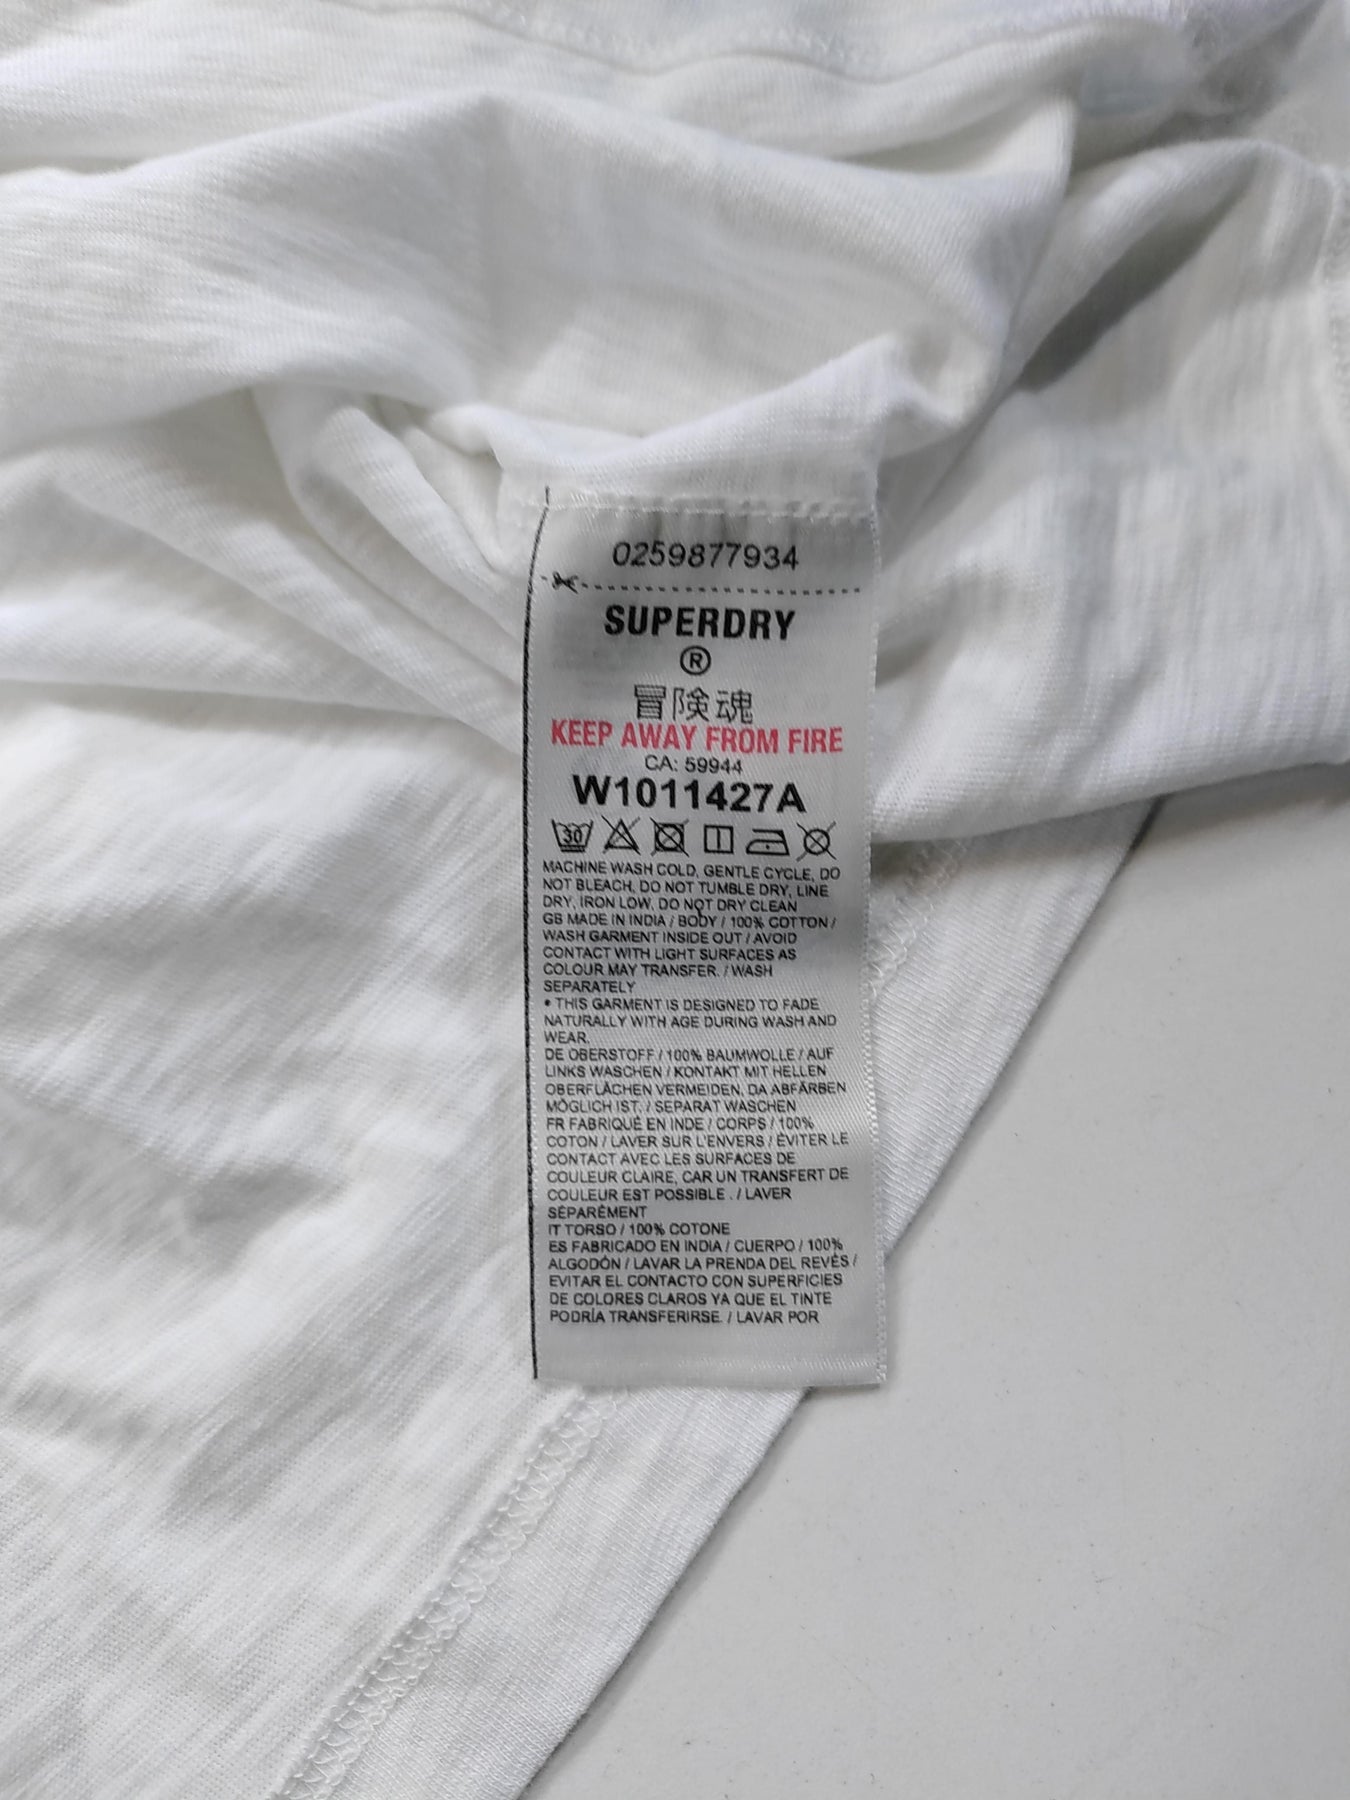 0259877934
SUPERDRY
®
冒険魂
KEEP AWAY FROM FIRE
CA: 59944
W1011427A
30
MACHINE WASH COLD, GENTLE CYCLE, DO
NOT BLEACH, DO NOT TUMBLE DRY, LINE
DRY, IRON LOW, DO NOT DRY CLEAN
GB MADE IN INDIA / BODY / 100% COTTON /
WASH GARMENT INSIDE OUT / AVOID
CONTACT WITH LIGHT SURFACES AS
COLOUR MAY TRANSFER. / WASH
SEPARATELY
• THIS GARMENT IS DESIGNED TO FADE
NATURALLY WITH AGE DURING WASH AND
WEAR.
DE OBERSTOFF / 100% BAUMWOLLE / AUF
LINKS WASCHEN / KONTAKT MIT HELLEN
OBERFLÄCHEN VERMEIDEN, DA ABFÄRBEN
MÖGLICH IST. / SEPARAT WASCHEN
FR FABRIQUÉ EN INDE / CORPS / 100%
COTON / LAVER SUR L'ENVERS / ÉVITER LE
CONTACT AVEC LES SURFACES DE
COULEUR CLAIRE, CAR UN TRANSFERT DE
COULEUR EST POSSIBLE . / LAVER
SÉPARÉMENT
IT TORSO / 100% COTONE
ES FABRICADO EN INDIA / CUERPO / 100%
ALGODÓN / LAVAR LA PRENDA DEL REVÉS /
EVITAR EL CONTACTO CON SUPERFICIES
DE COLORES CLAROS YA QUE EL TINTE
PODRÍA TRANSFERIRSE. / LAVAR POR